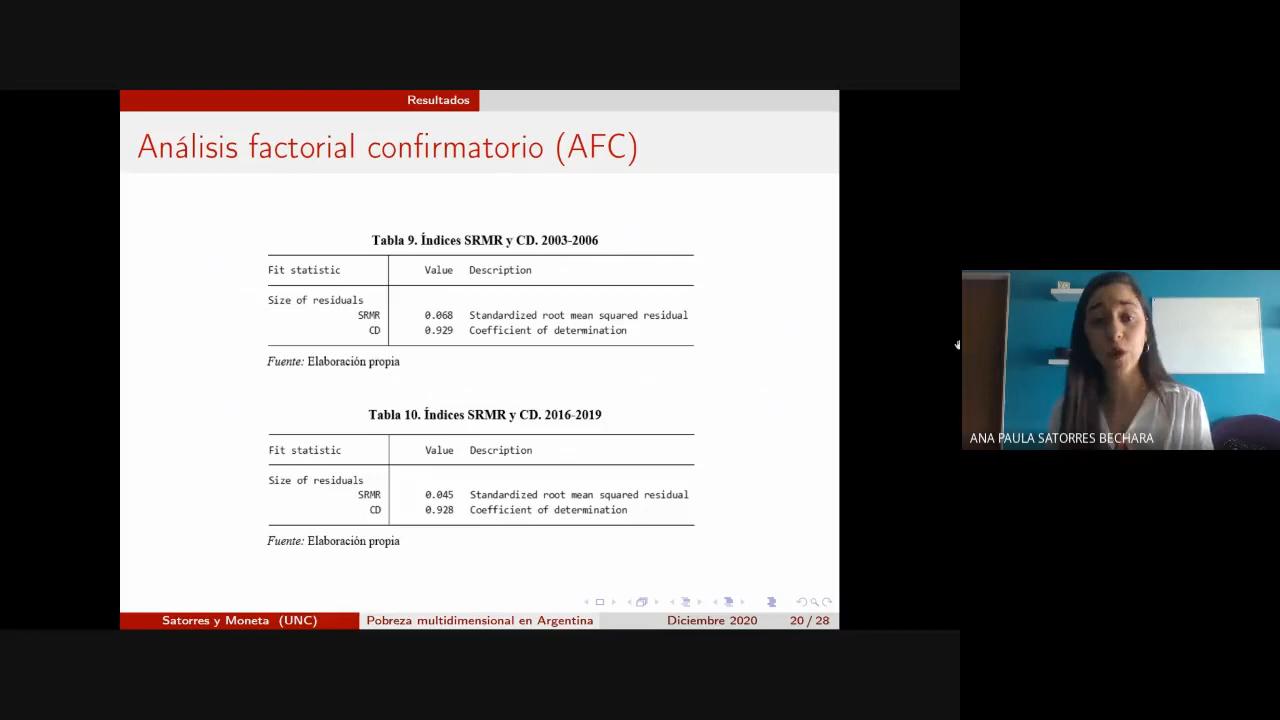 Resultados
Análisis factorial confirmatorio (AFC)
Tabla 9. Índices SRMR y CD. 2003-2006
Fit statistic Value Description
Size of residuals
SRMR 0.068 Standardized root mean squared residual
CD 0.929 Coefficient of determination
Fuente: Elaboración propia
Tabla 10. Índices SRMR y CD. 2016-2019
Fit statistic Value Description
Size of residuals
SRMR 0.045 Standardized root mean squared residual
CD 0.928 Coefficient of determination
Fuente: Elaboración propia
Satorres y Moneta (UNC) Pobreza multidimensional en Argentina Diciembre 2020 20 / 28
ANA PAULA SATORRES BECHARA